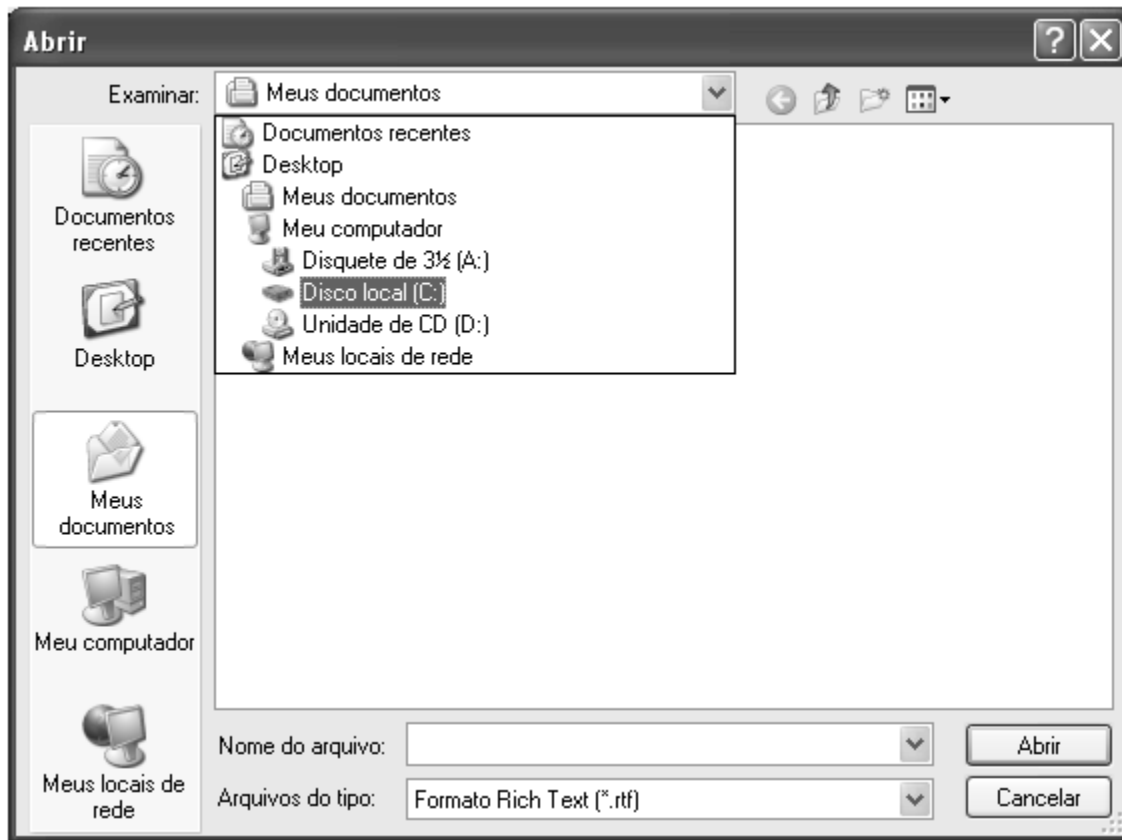 Abrir
Examinar:
Meus documentos
Documentos recentes
Desktop
Meus documentos
Meu computador
Disquete de 3½ (A:)
Disco local (C:)
Unidade de CD (D:)
Meus locais de rede
Documentos
recentes
Desktop
Meus
documentos
Meu computador
Meus locais de
rede
Nome do arquivo:
Abrir
Arquivos do tipo:
Formato Rich Text (*.rtf)
Cancelar